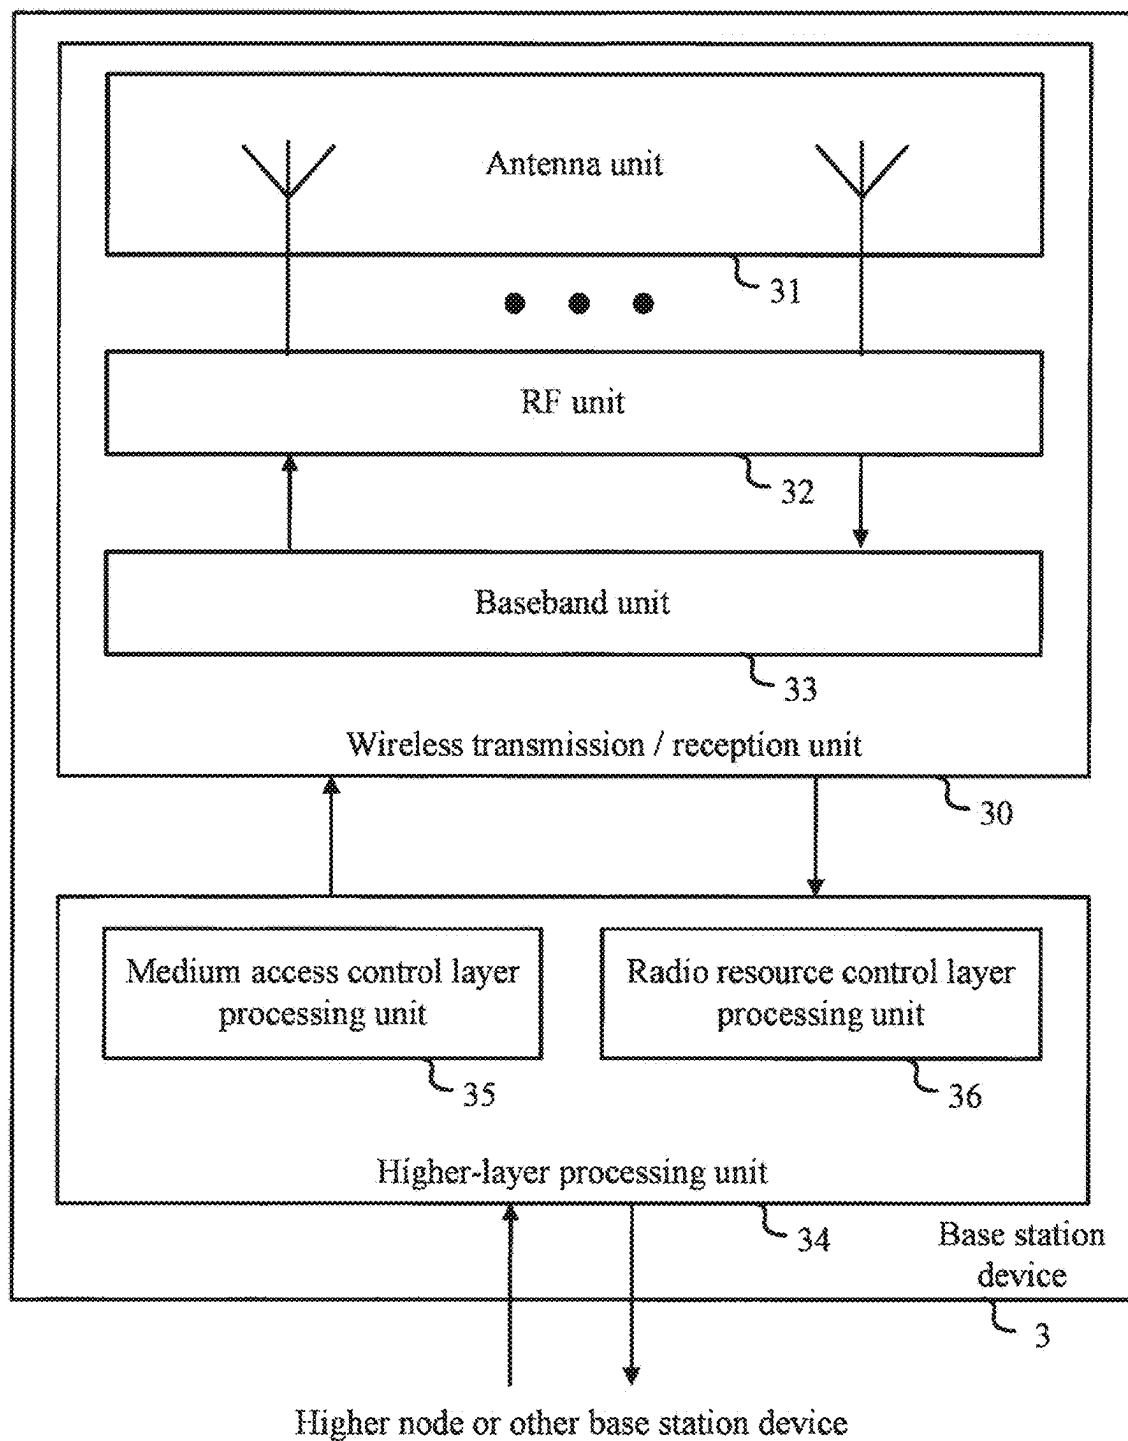 Antenna unit
31
RF unit
32
Baseband unit
33
Wireless transmission / reception unit
30
Medium access control layer
processing unit
35
Radio resource control layer
processing unit
36
Higher-layer processing unit
34
Base station
device
3
Higher node or other base station device